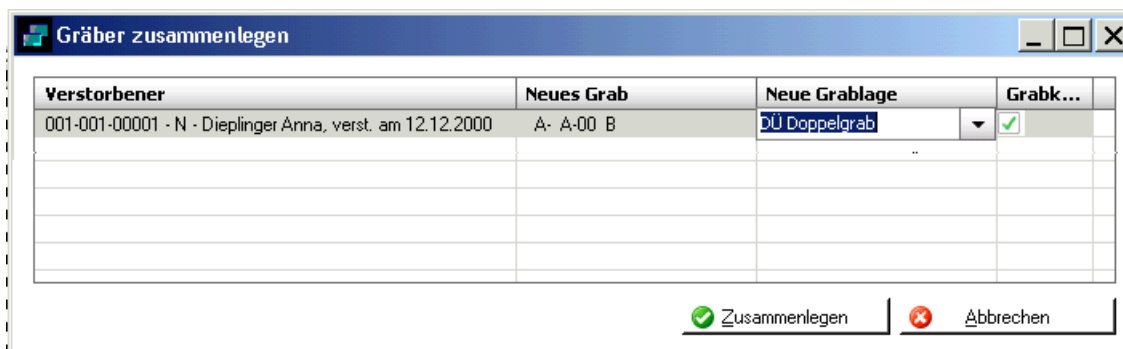 Gräber zusammenlegen
Verstorbener Neues Grab Neue Grablage Grabk...
001-001-00001 - N - Dieplinger Anna, verst. am 12.12.2000 A- A-00 B DÜ Doppelgrab
Zusammenlegen Abbrechen